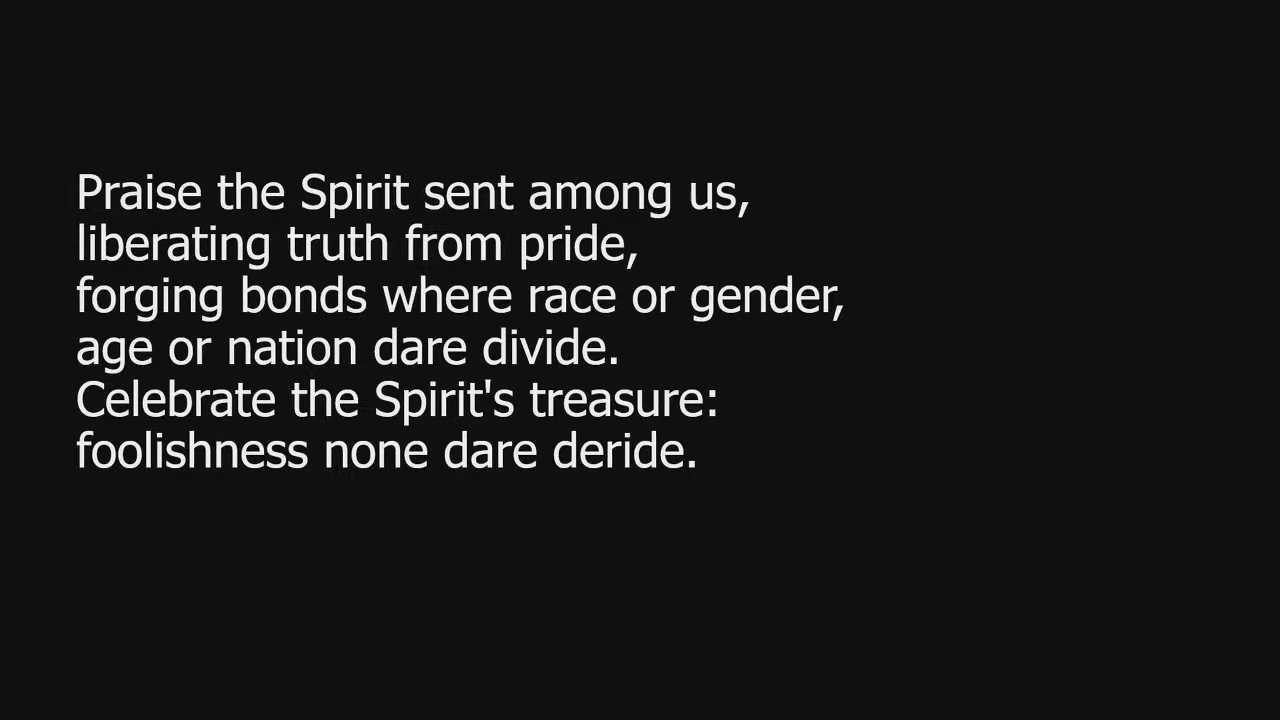 Praise the Spirit sent among us,
liberating truth from pride,
forging bonds where race or gender,
age or nation dare divide.
Celebrate the Spirit's treasure:
foolishness none dare deride.